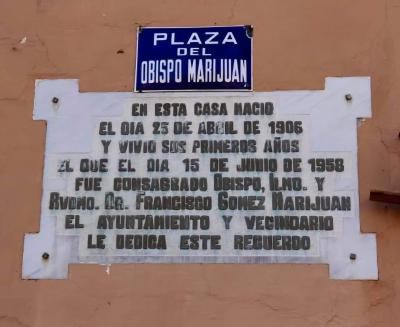 PLAZA
DEL
OBISPO MARIJUAN
EN ESTA CASA NACIO
EL DIA 25 DE ABRIL DE 1906
Y VIVIO SUS PRIMEROS AÑOS
EL QUE EL DIA 15 DE JUNIO DE 1958
FUE CONSAGRADO OBISPO, ILMO. Y
RVDMO. DR. FRANCISCO GOMEZ MARIJUAN
EL AYUNTAMIENTO Y VECINDARIO
LE DEDICA ESTE RECUERDO